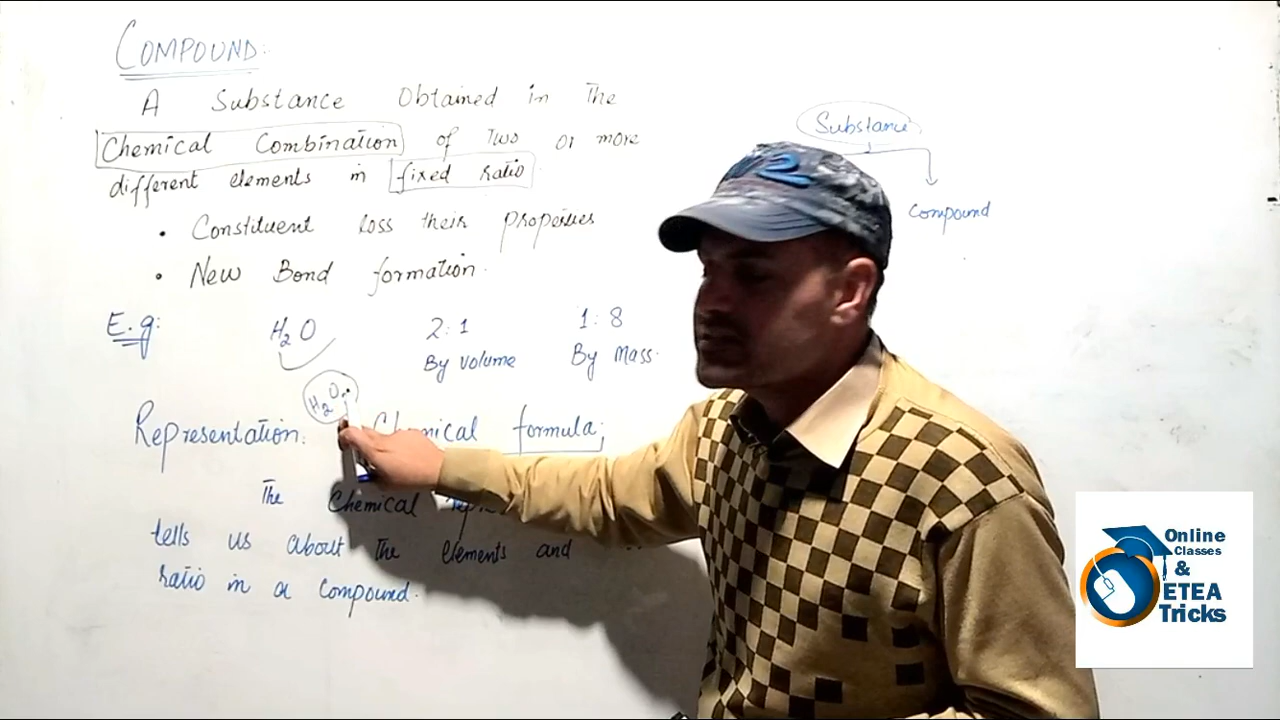 COMPOUND:
A Substance Obtained in The
Chemical Combination of Two or more
different elements in fixed ratio
• Constituent loss their Properties
• New Bond formation.
E.g: H2O 2:1 1:8
By Volume By Mass.
H2O
Representation: Chemical formula;
The Chemical
tells us about the elements and
ratio in a compound.
Substance
Compound
Online
Classes
&
ETEA
Tricks